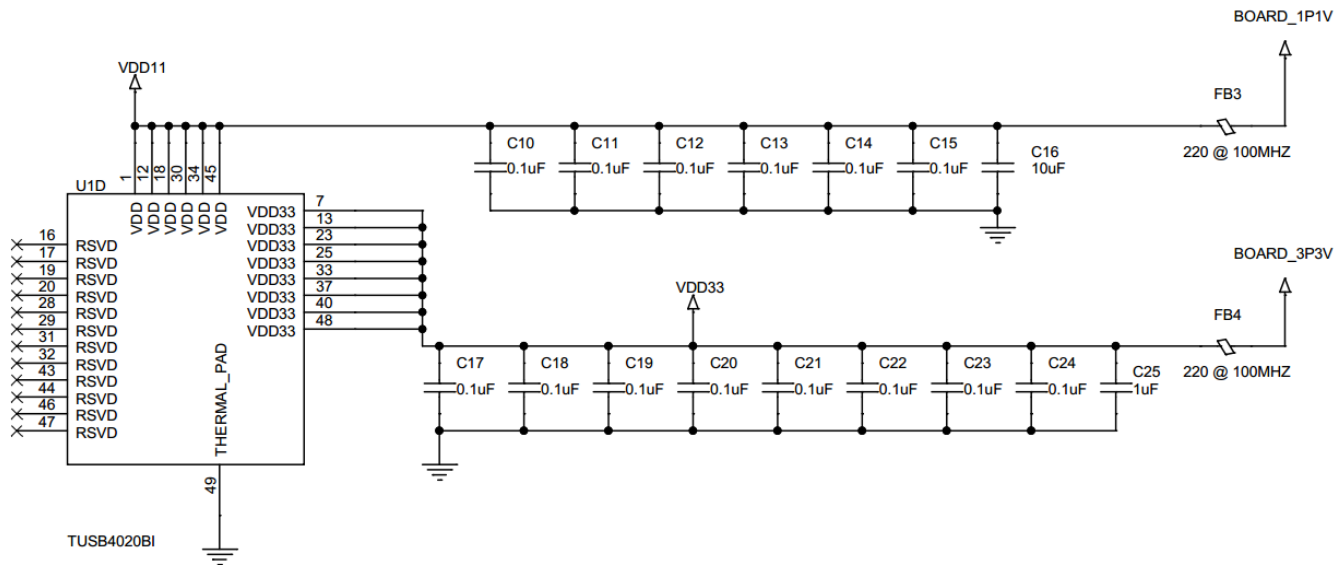 BOARD_1P1V
VDD11
FB3
220 @ 100MHZ
C10
0.1uF
C11
0.1uF
C12
0.1uF
C13
0.1uF
C14
0.1uF
C15
0.1uF
C16
10uF
1
12
18
30
34
45
U1D
VDD
VDD
VDD
VDD
VDD
VDD
VDD33 7
VDD33 13
VDD33 23
VDD33 25
VDD33 33
VDD33 37
VDD33 40
VDD33 48
16 RSVD
17 RSVD
19 RSVD
20 RSVD
28 RSVD
29 RSVD
31 RSVD
32 RSVD
43 RSVD
44 RSVD
46 RSVD
47 RSVD
THERMAL_PAD
49
TUSB4020BI
BOARD_3P3V
VDD33
FB4
220 @ 100MHZ
C17
0.1uF
C18
0.1uF
C19
0.1uF
C20
0.1uF
C21
0.1uF
C22
0.1uF
C23
0.1uF
C24
0.1uF
C25
1uF